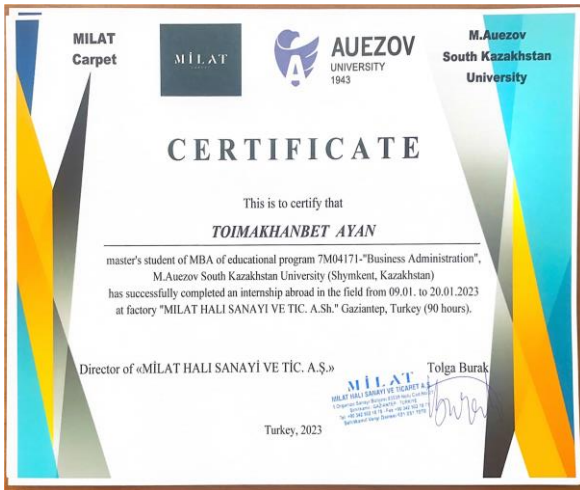 MILAT
Carpet
MİLAT
AUEZOV
UNIVERSITY
1943
M.Auezov
South Kazakhstan
University
CERTIFICATE
This is to certify that
TOIMAKHANBET AYAN
master's student of MBA of educational program 7M04171-"Business Administration",
M.Auezov South Kazakhstan University (Shymkent, Kazakhstan)
has successfully completed an internship abroad in the field from 09.01. to 20.01.2023
at factory "MILAT HALI SANAYI VE TIC. A.Sh." Gaziantep, Turkey (90 hours).
Director of «MİLAT HALI SANAYİ VE TİC. A.Ş.»
Tolga Burak
MİLAT
MİLAT HALI SANAYİ VE TİCARET A.Ş.
Turkey, 2023